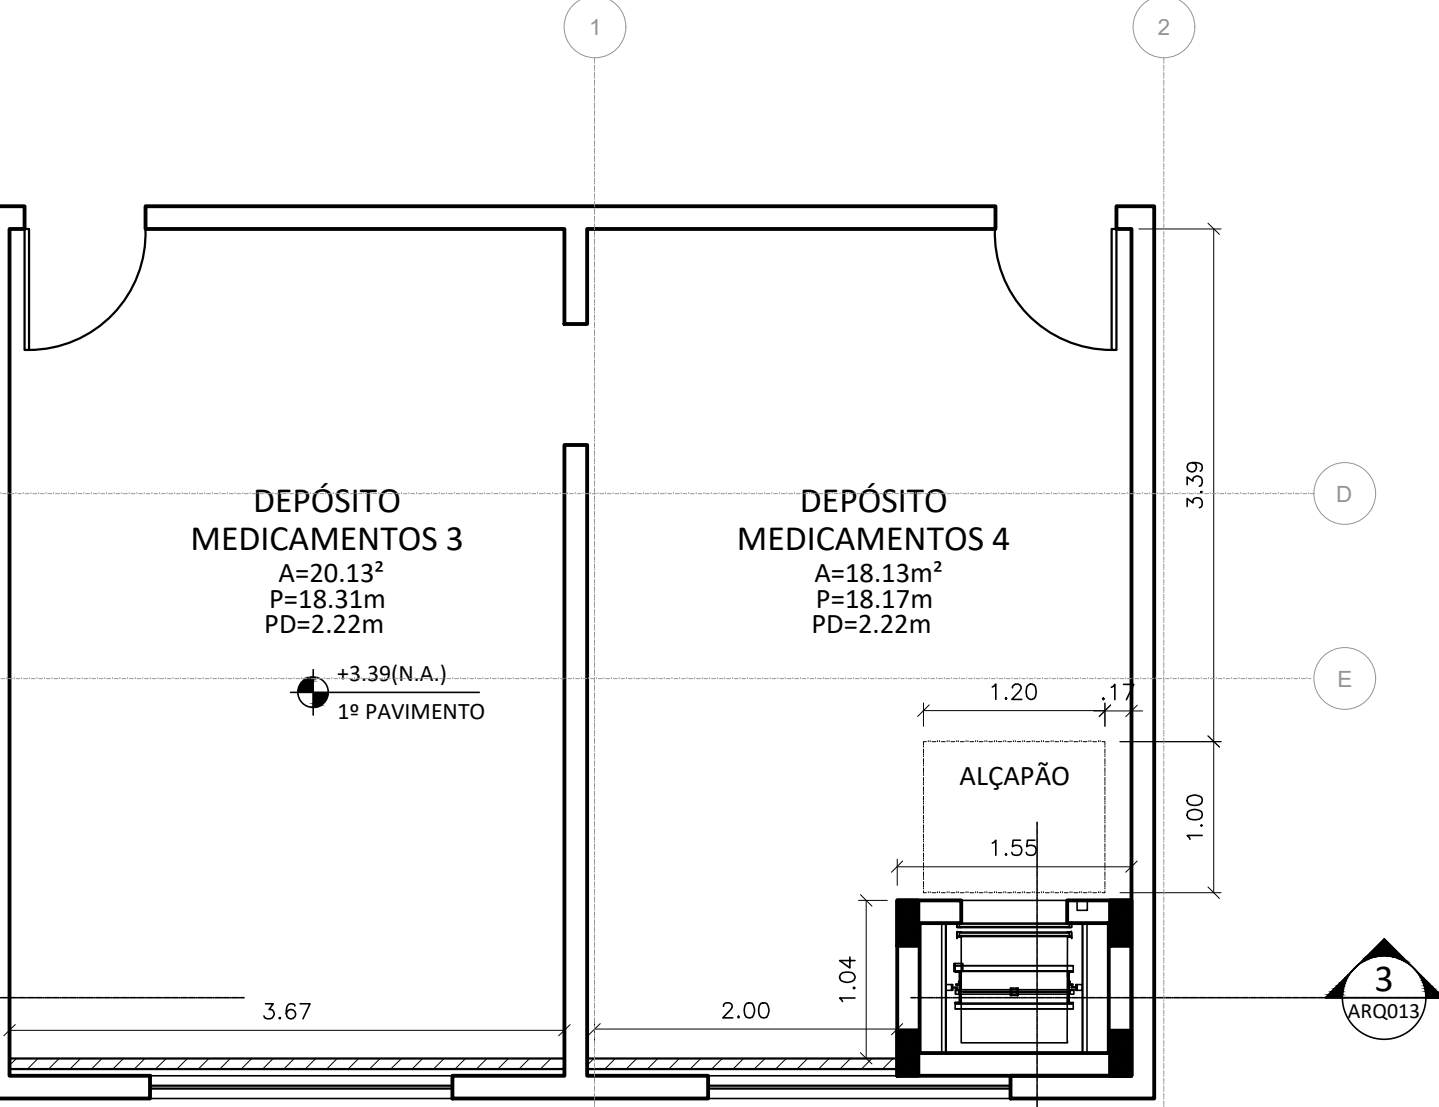 1
2
DEPÓSITO
MEDICAMENTOS 3
A=20.13²
P=18.31m
PD=2.22m
DEPÓSITO
MEDICAMENTOS 4
A=18.13m²
P=18.17m
PD=2.22m
3.39
D
+3.39(N.A.)
1º PAVIMENTO
E
1.20
.17
ALÇAPÃO
1.00
1.55
1.04
3.67
2.00
3
ARQ013